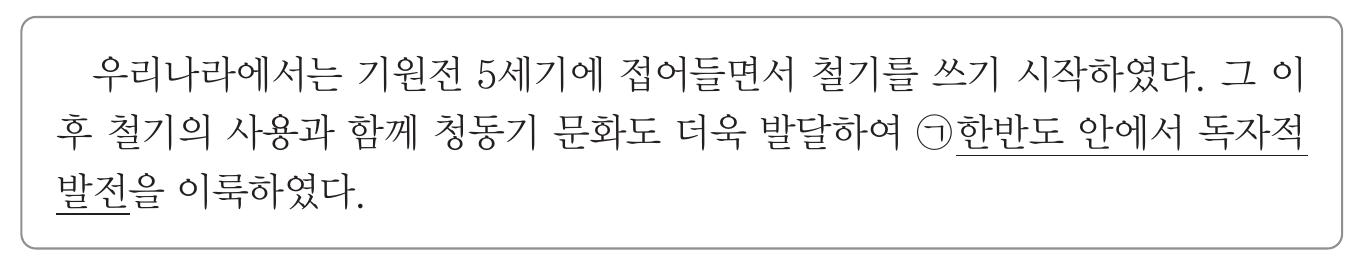 우리나라에서는 기원전 5세기에 접어들면서 철기를 쓰기 시작하였다. 그 이
후 철기의 사용과 함께 청동기 문화도 더욱 발달하여 ㉠한반도 안에서 독자적
발전을 이룩하였다.